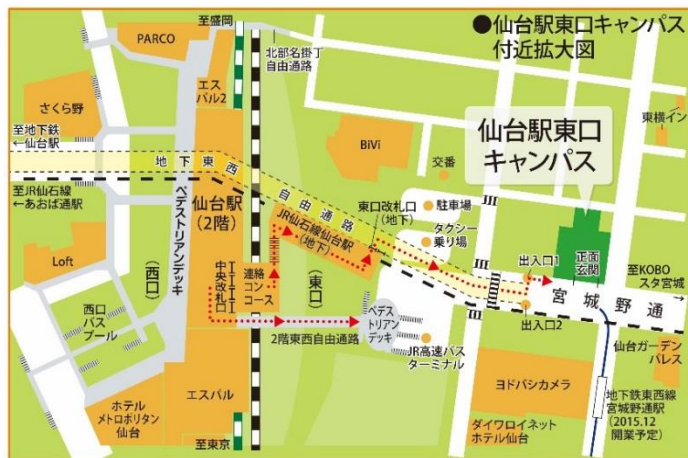 ●仙台駅東口キャンパス
付近拡大図
至盛岡
PARCO
北部名掛丁
自由通路
エス
パル2
さくら野
至地下鉄
←仙台駅
BiVi
東横イン
仙台駅東口
キャンパス
交番
地下東西
自由通路
至JR仙石線
←あおば通駅
ペデストリアンデッキ
仙台駅
(2階)
東口改札口
(地下)
駐車場
JR仙石線仙台駅
(地下)
タクシー
乗り場
出入口1
正面
玄関
至KOBO
スタ宮城
Loft
(西口)
中央改札口
連絡
コン
コース
(東口)
宮城野通
西口
バス
プール
ペデス
トリアン
デッキ
出入口2
2階東西自由通路
JR高速バス
ターミナル
仙台ガーデン
パレス
エスパル
ヨドバシカメラ
地下鉄東西線
宮城野通駅
(2015.12
開業予定)
ホテル
メトロポリタン
仙台
ダイワロイネット
ホテル仙台
至東京